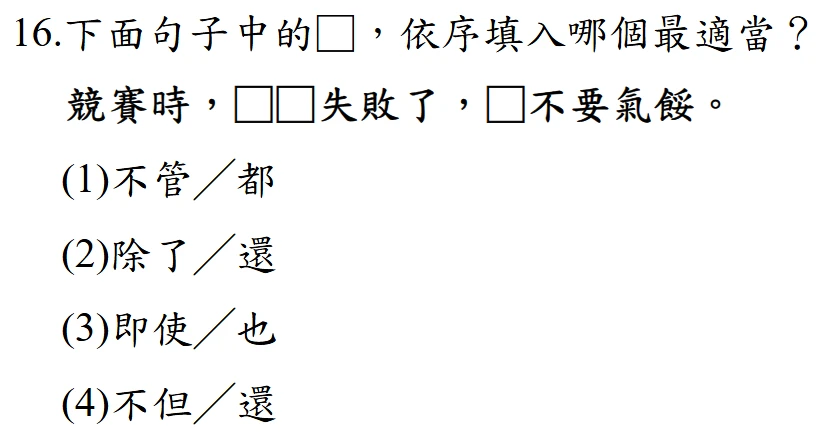 16.下面句子中的□，依序填入哪個最適當？
競賽時，□□失敗了，□不要氣餒。
(1)不管╱都
(2)除了╱還
(3)即使╱也
(4)不但╱還